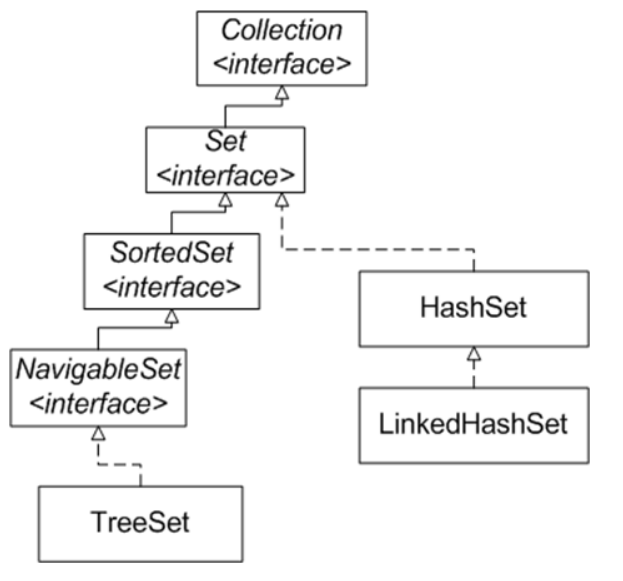 Collection
<interface>
Set
<interface>
SortedSet
<interface>
HashSet
NavigableSet
<interface>
LinkedHashSet
TreeSet